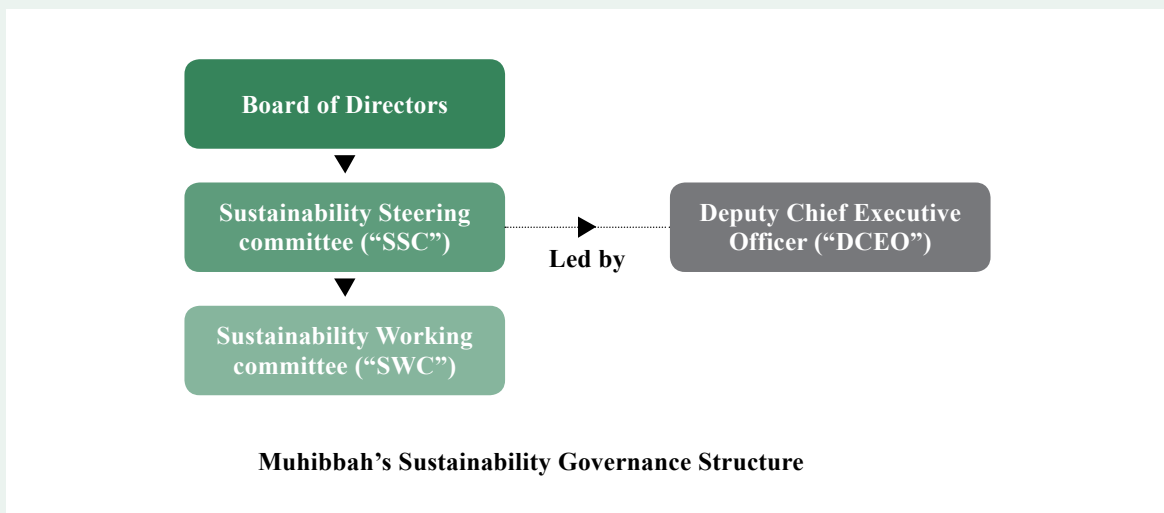 Board of Directors
Sustainability Steering
committee (“SSC”)
Led by
Deputy Chief Executive
Officer (“DCEO”)
Sustainability Working
committee (“SWC”)
Muhibbah’s Sustainability Governance Structure